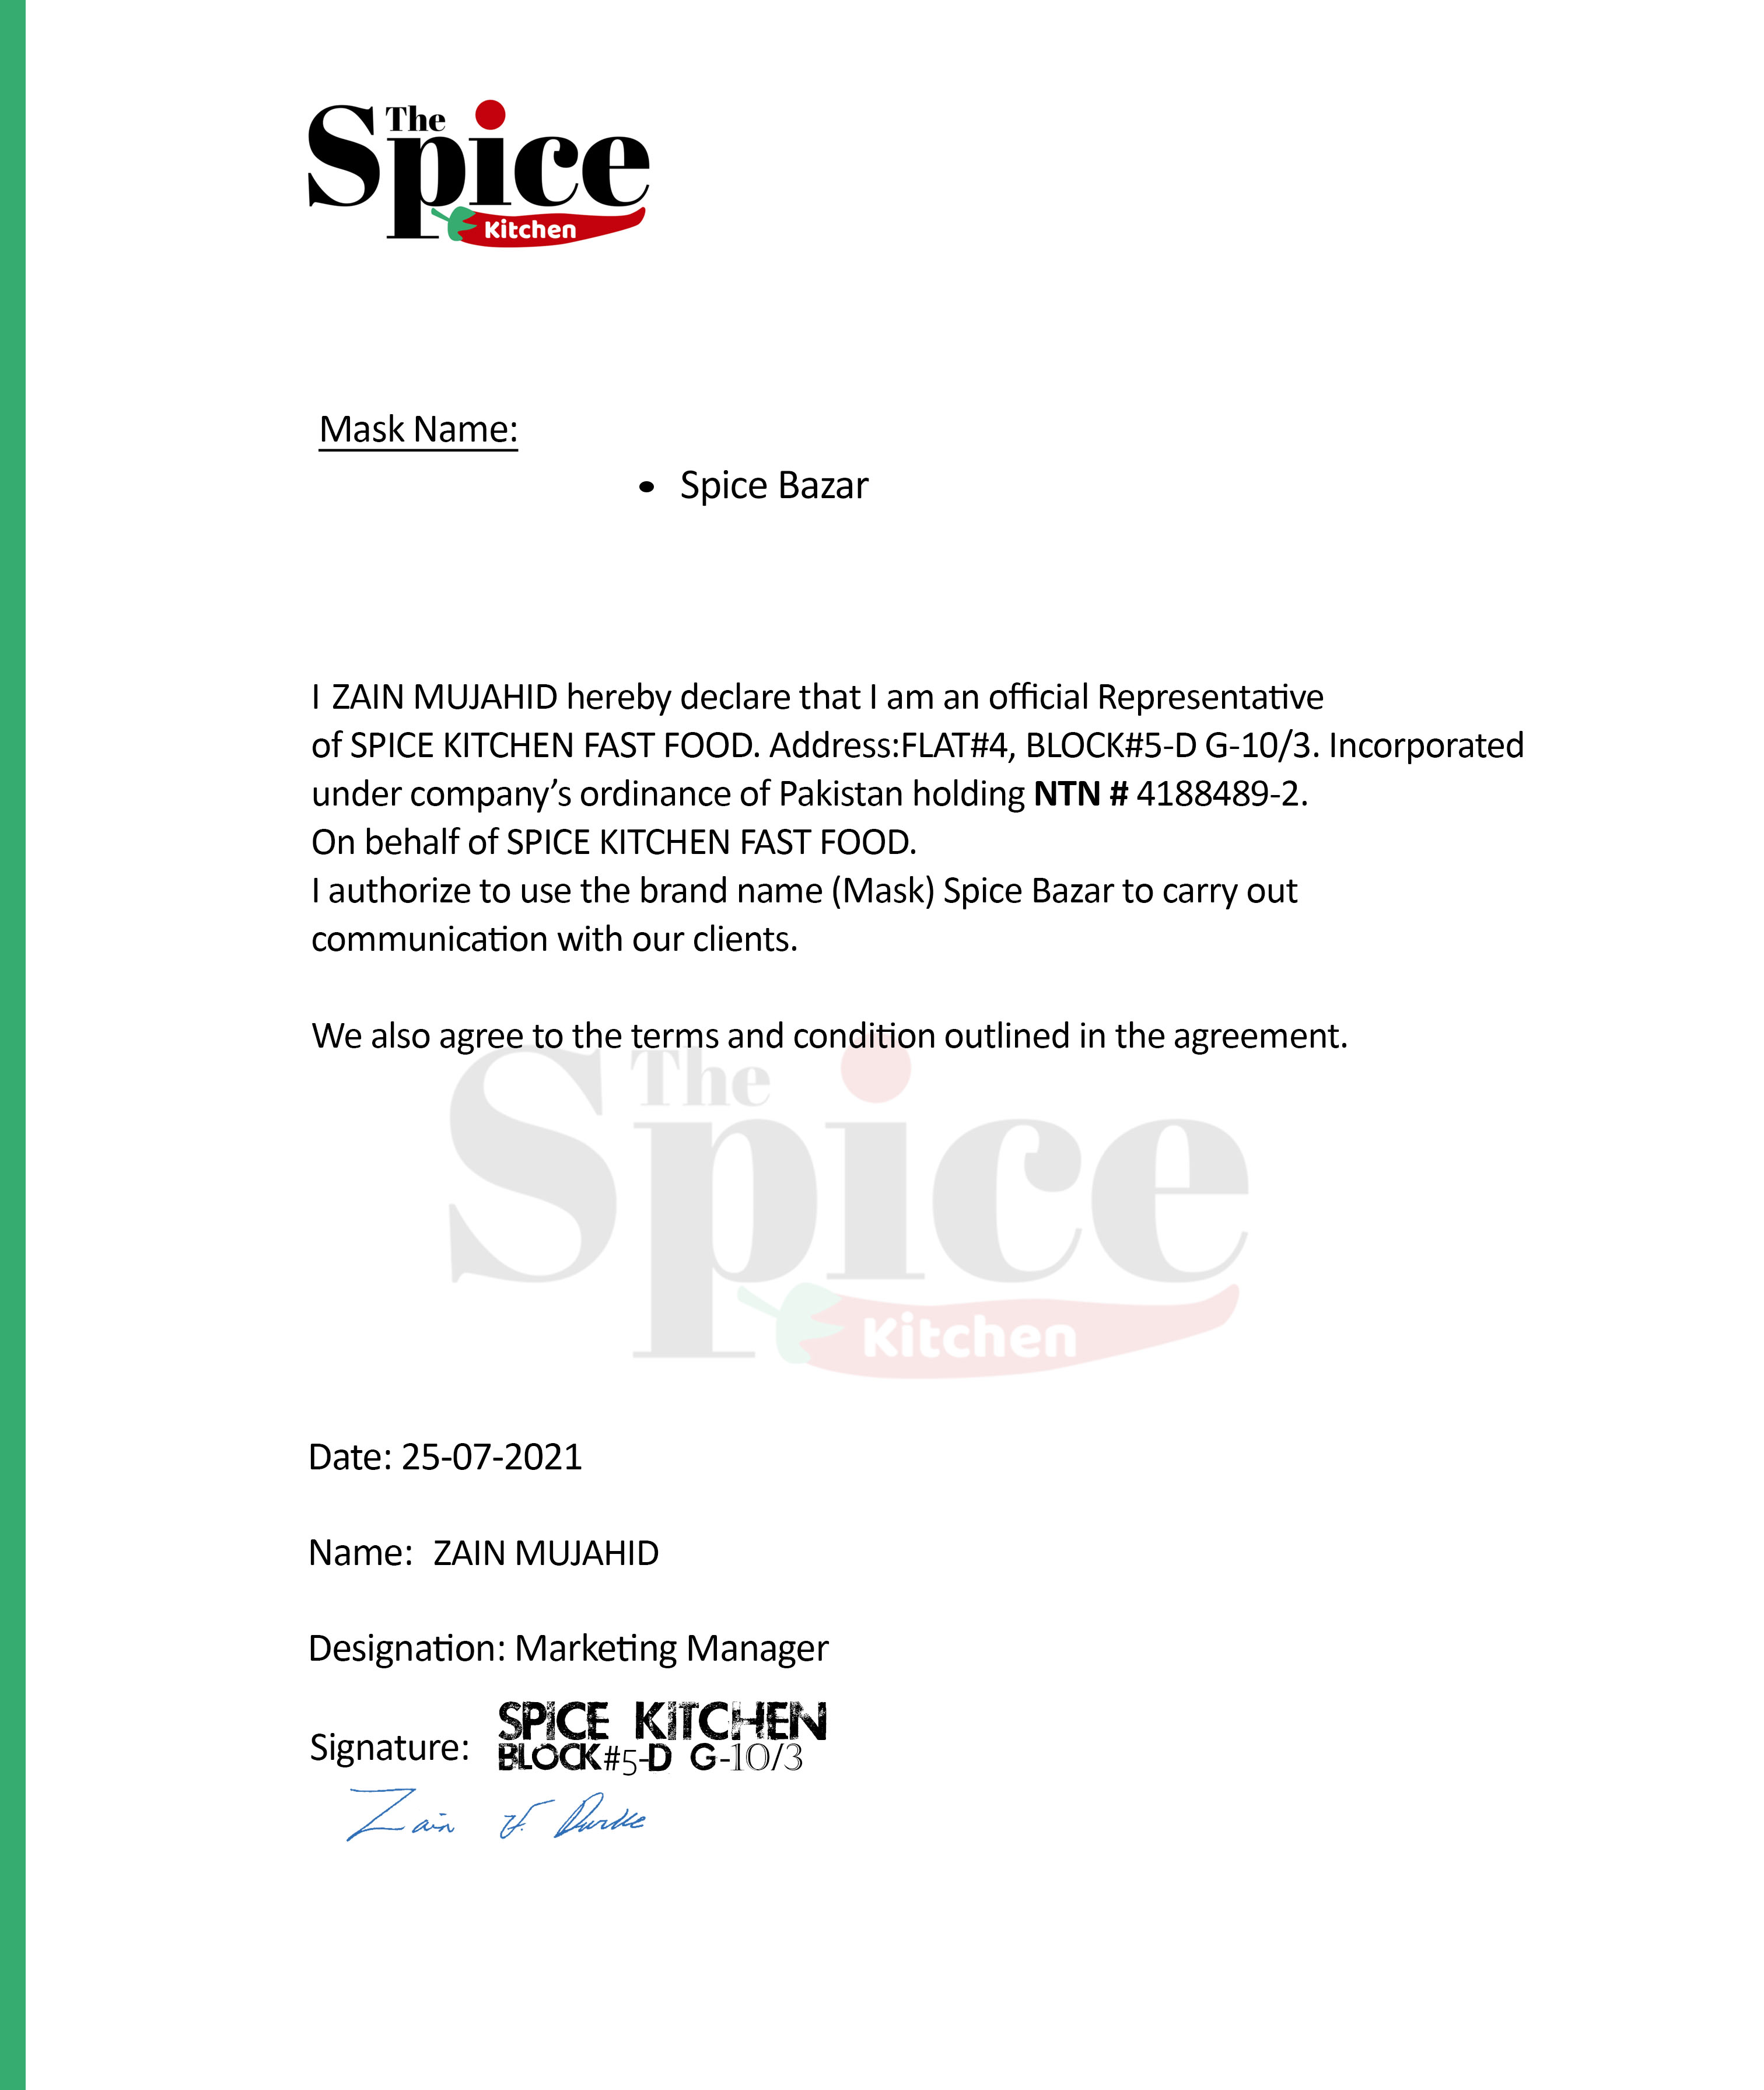 The
Spice
Kitchen
Mask Name:
• Spice Bazar
I ZAIN MUJAHID hereby declare that I am an official Representative
of SPICE KITCHEN FAST FOOD. Address:FLAT#4, BLOCK#5-D G-10/3. Incorporated
under company’s ordinance of Pakistan holding NTN # 4188489-2.
On behalf of SPICE KITCHEN FAST FOOD.
I authorize to use the brand name (Mask) Spice Bazar to carry out
communication with our clients.
We also agree to the terms and condition outlined in the agreement.
The
Spice
Kitchen
Date: 25-07-2021
Name: ZAIN MUJAHID
Designation: Marketing Manager
SPICE KITCHEN
Signature: BLOCK#5-D G-10/3
Zain